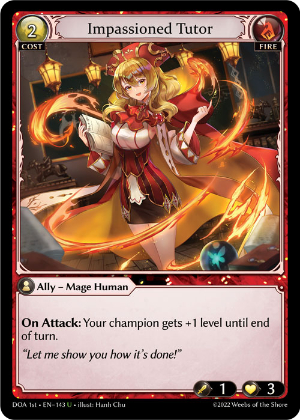 2 Impassioned Tutor
COST FIRE
Ally – Mage Human
On Attack: Your champion gets +1 level until end
of turn.
“Let me show you how it's done!”
1 3
DOA 1st • EN–143 U • illust: Hanh Chu ©2022 Weebs of the Shore